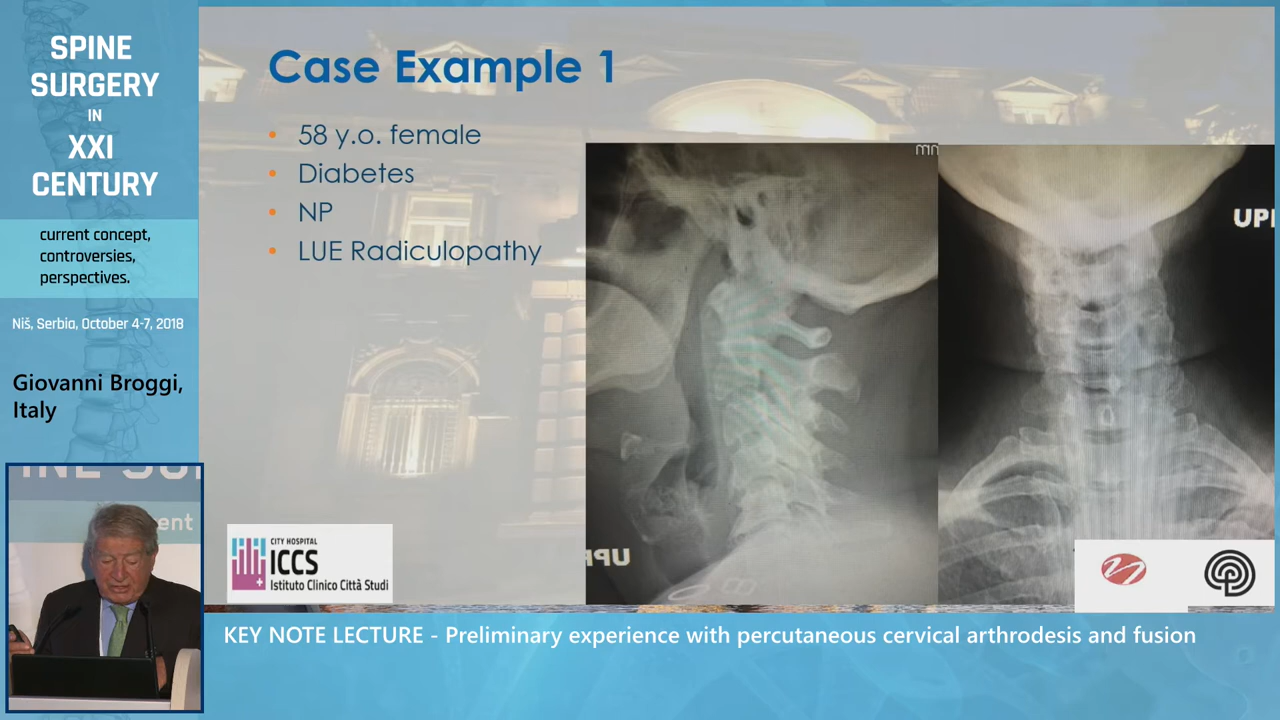 SPINE
SURGERY
IN
XXI
CENTURY
current concept,
controversies,
perspectives.
Niš, Serbia, October 4-7, 2018
Giovanni Broggi,
Italy
Case Example 1
• 58 y.o. female
• Diabetes
• NP
• LUE Radiculopathy
UPR
UPI
CITY HOSPITAL
ICCS
Istituto Clinico Città Studi
KEY NOTE LECTURE - Preliminary experience with percutaneous cervical arthrodesis and fusion